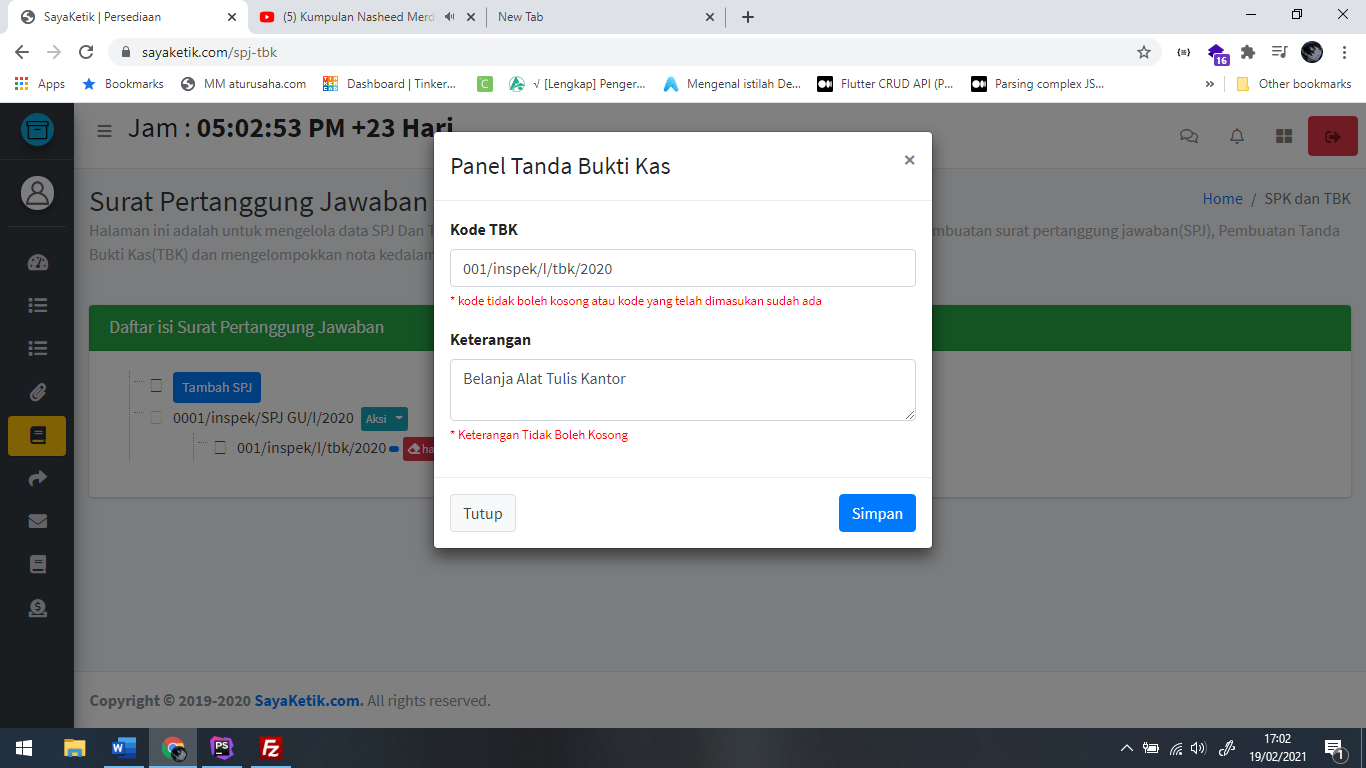 SayaKetik | Persediaan
(5) Kumpulan Nasheed Merd
New Tab
sayaketik.com/spj-tbk
16
Apps
Bookmarks
MM aturusaha.com
Dashboard | Tinker...
C
√ [Lengkap] Penger...
Mengenal istilah De...
Flutter CRUD API (P...
Parsing complex JS...
»
Other bookmarks
Jam : 05:02:53 PM +23 Hari
Surat Pertanggung Jawaban
Home / SPK dan TBK
Halaman ini adalah untuk mengelola data SPJ Dan T
mbuatan surat pertanggung jawaban(SPJ), Pembuatan Tanda
Bukti Kas(TBK) dan mengelompokkan nota kedalam
Daftar isi Surat Pertanggung Jawaban
Tambah SPJ
0001/inspek/SPJ GU/I/2020 Aksi
001/inspek/I/tbk/2020 ha
Panel Tanda Bukti Kas
×
Kode TBK
001/inspek/I/tbk/2020
* kode tidak boleh kosong atau kode yang telah dimasukan sudah ada
Keterangan
Belanja Alat Tulis Kantor
* Keterangan Tidak Boleh Kosong
Tutup
Simpan
Copyright © 2019-2020 SayaKetik.com. All rights reserved.
W
PS
FZ
17:02
19/02/2021
1